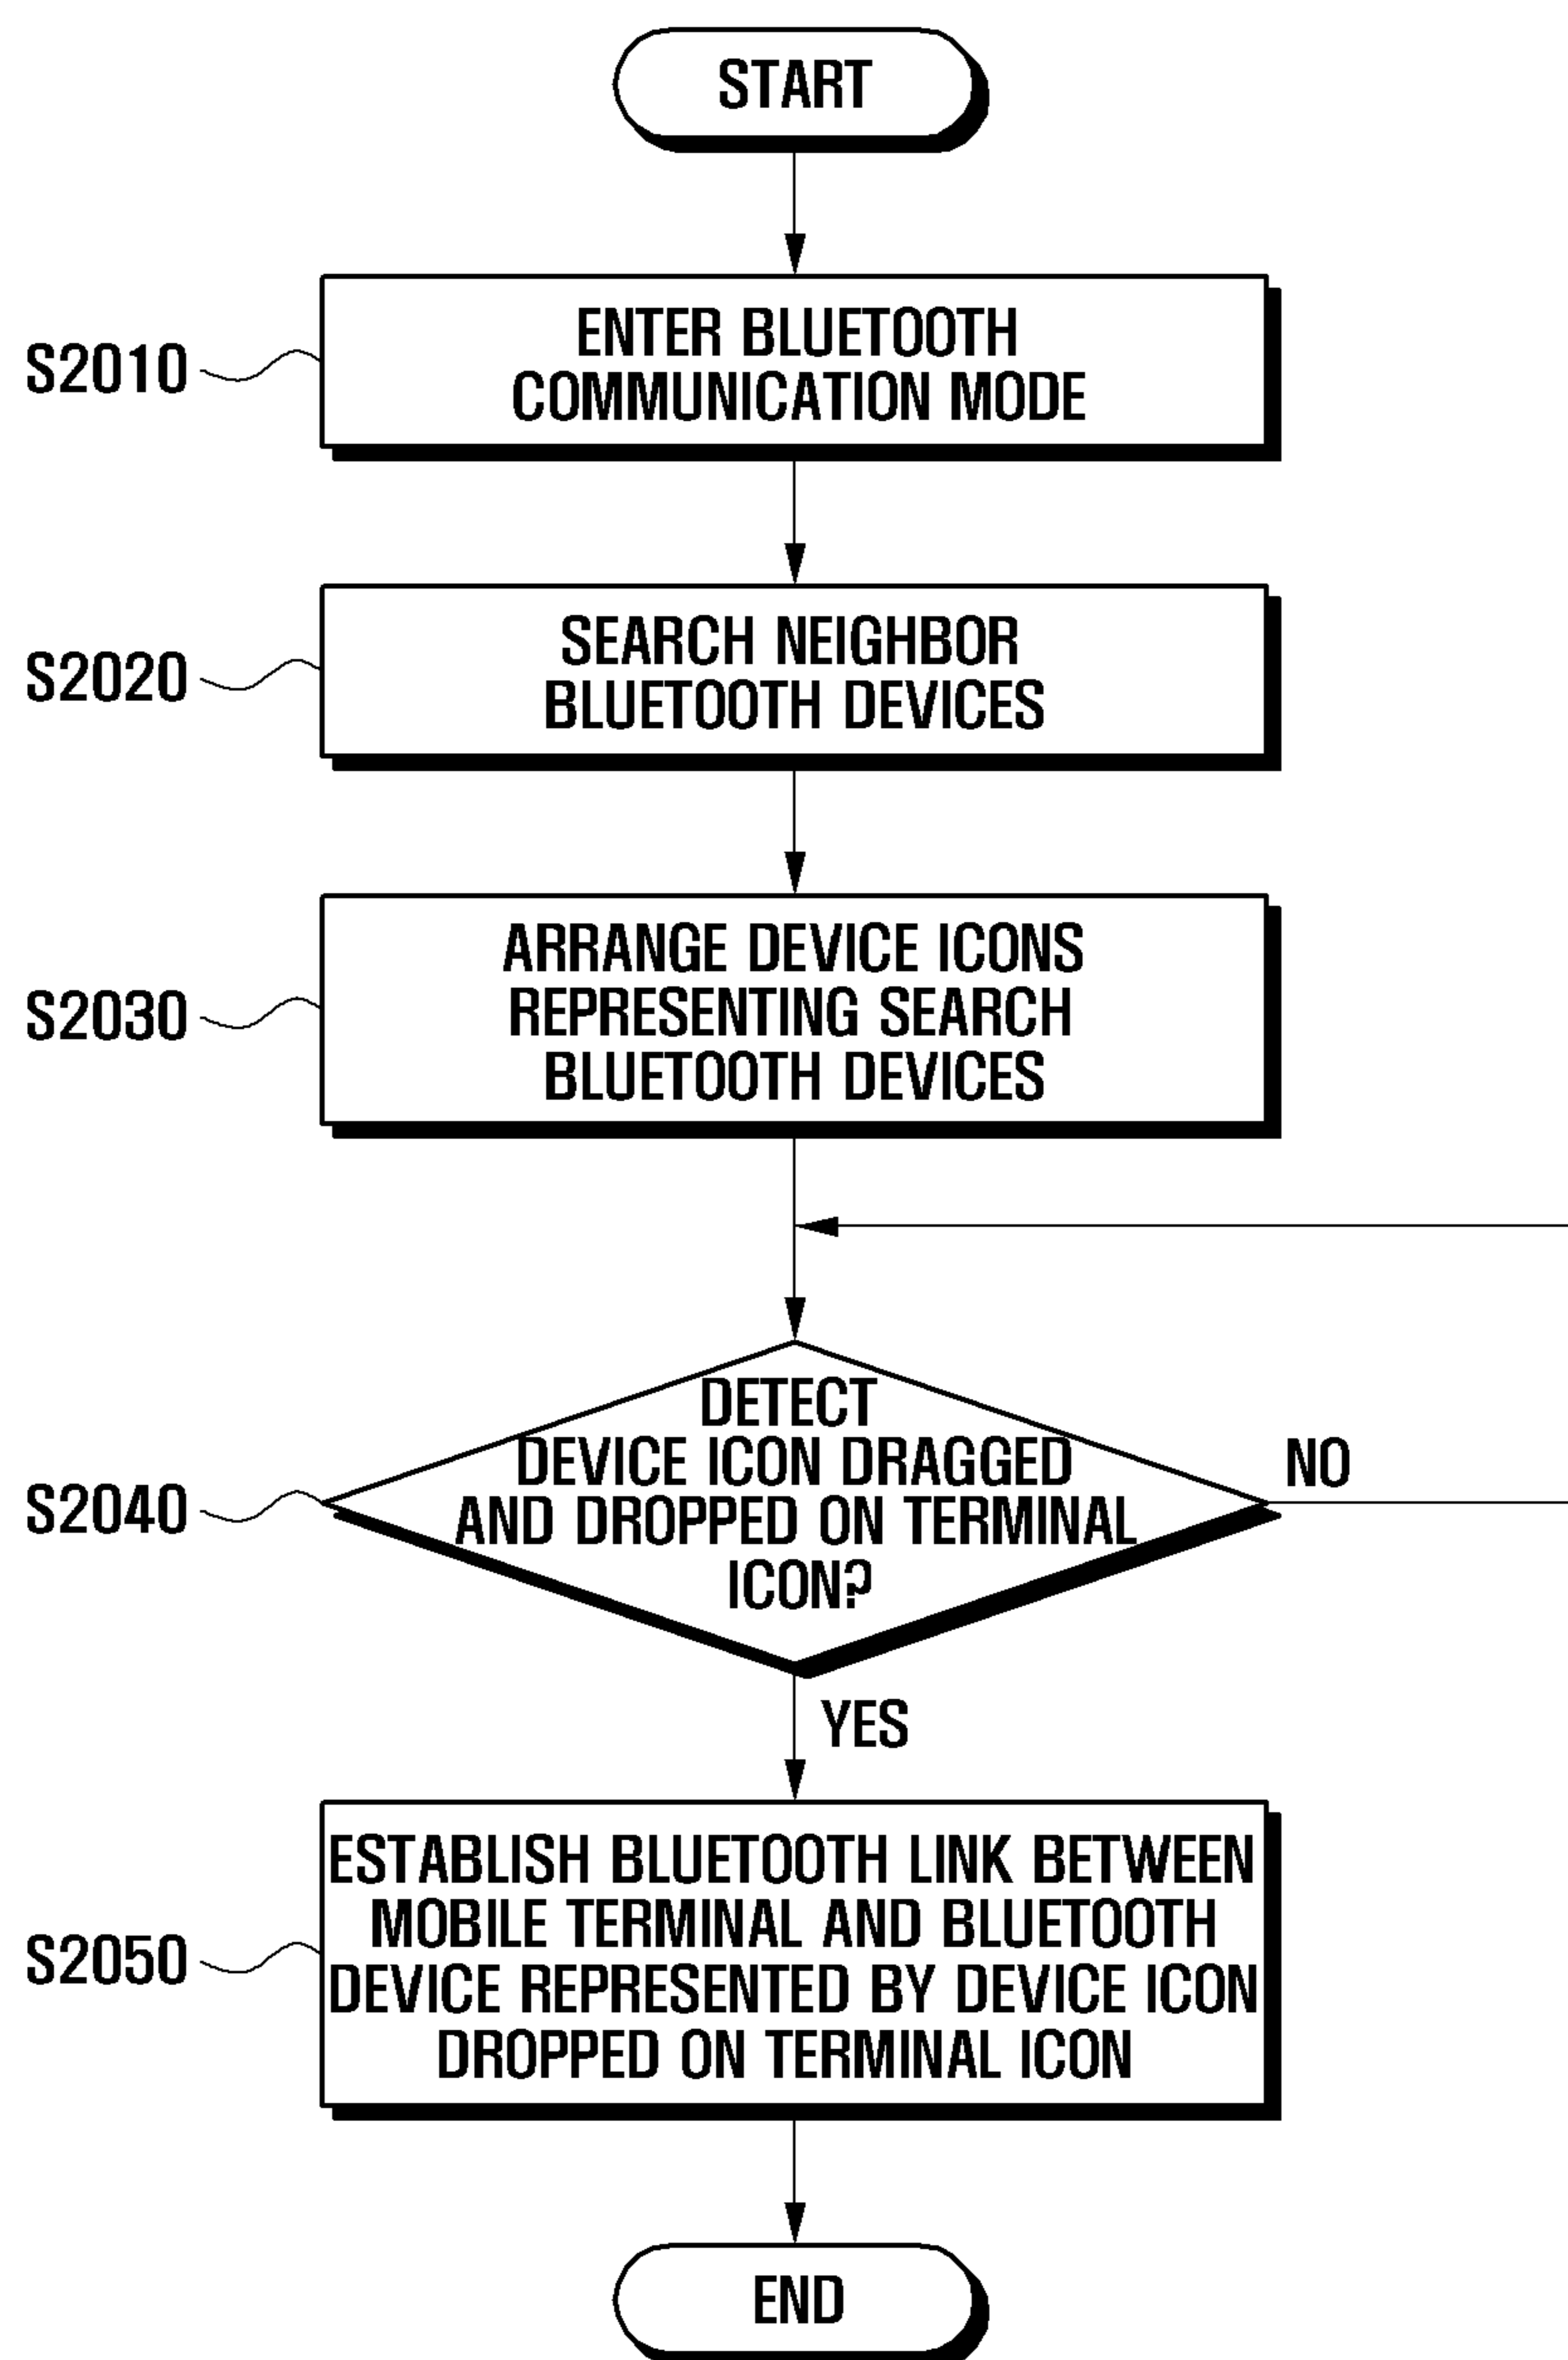 START
S2010
ENTER BLUETOOTH
COMMUNICATION MODE
S2020
SEARCH NEIGHBOR
BLUETOOTH DEVICES
S2030
ARRANGE DEVICE ICONS
REPRESENTING SEARCH
BLUETOOTH DEVICES
S2040
DETECT
DEVICE ICON DRAGGED
AND DROPPED ON TERMINAL
ICON?
NO
YES
S2050
ESTABLISH BLUETOOTH LINK BETWEEN
MOBILE TERMINAL AND BLUETOOTH
DEVICE REPRESENTED BY DEVICE ICON
DROPPED ON TERMINAL ICON
END